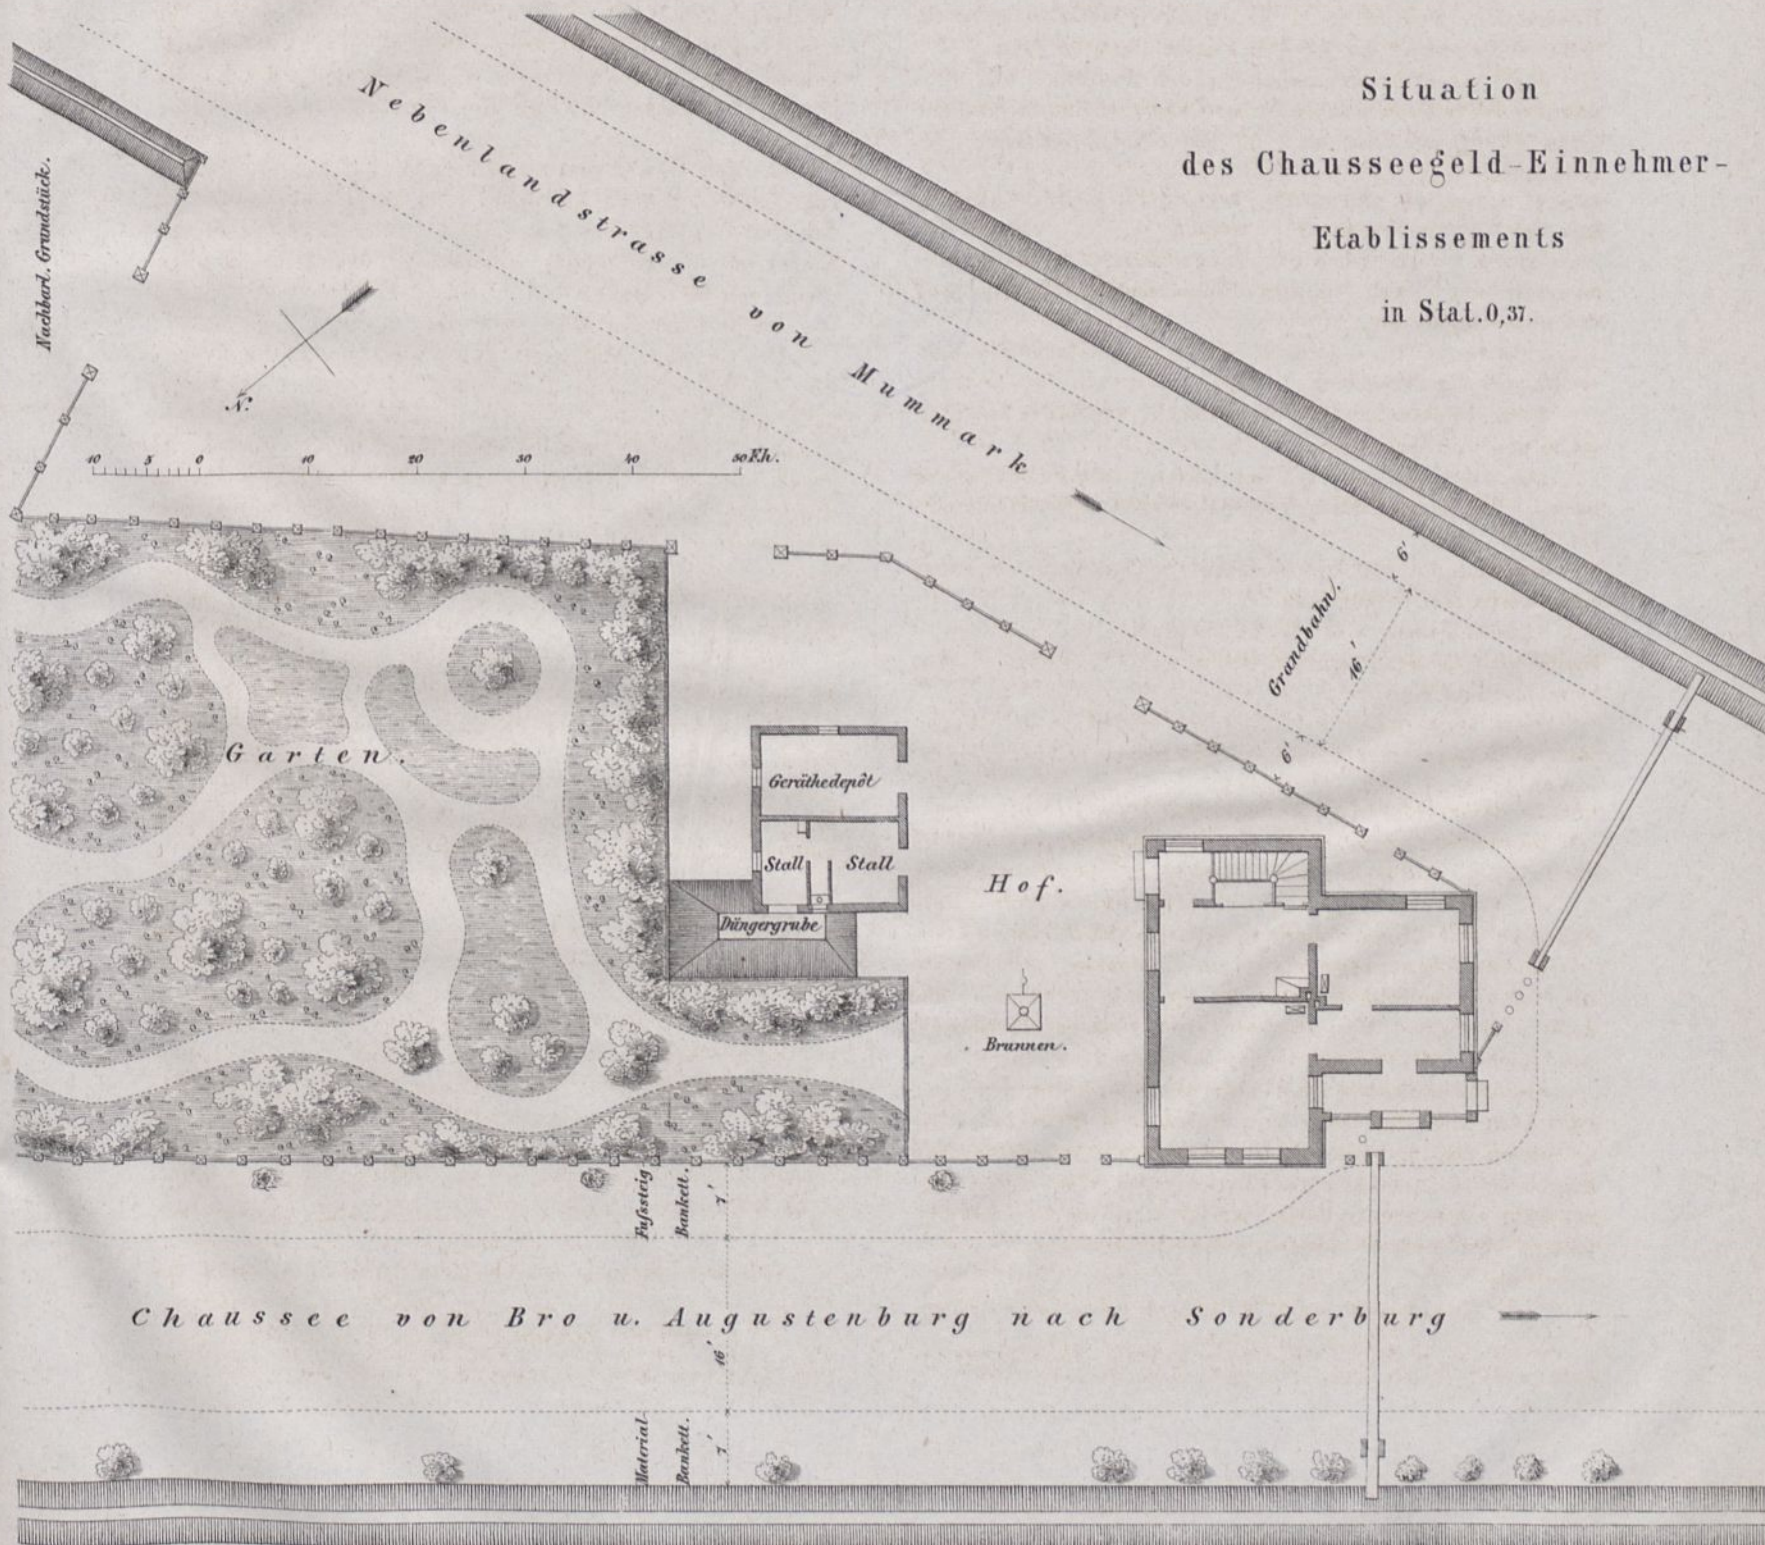 Situation
des Chausseegeld-Einnehmer-
Etablissements
in Stat. 0,37.
Nachbarl. Grundstück.
Nebenlandstrasse von Mummark
N.
10 5 0 10 20 30 40 50 F.h.
6'
Grandbahn.
16'
6'
Garten.
Geräthedepôt
Stall
Stall
Hof.
Düngergrube
Brunnen.
Fußsteig
Bankett.
7'
Chaussee von Bro u. Augustenburg nach Sonderburg
16'
Material-
Bankett.
7'